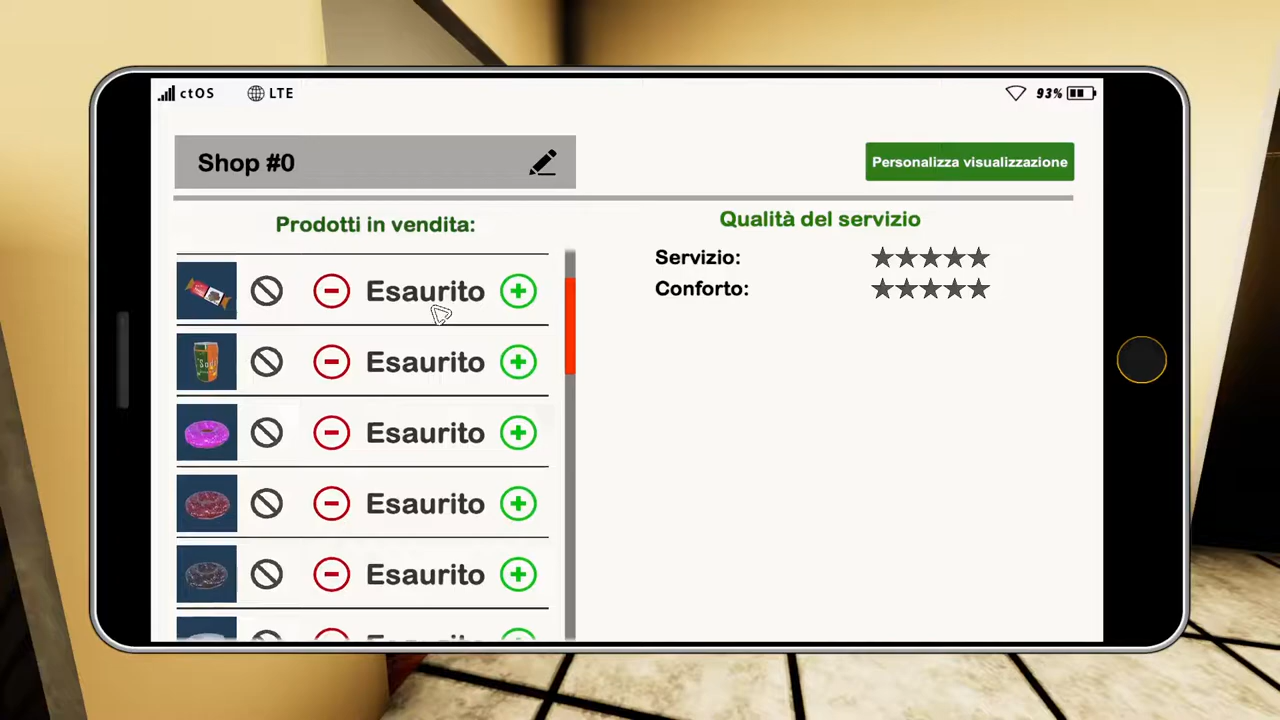 ctOS LTE 93%
Shop #0
Personalizza visualizzazione
Prodotti in vendita:
Esaurito
Esaurito
Esaurito
Esaurito
Esaurito
Qualità del servizio
Servizio:
Conforto: